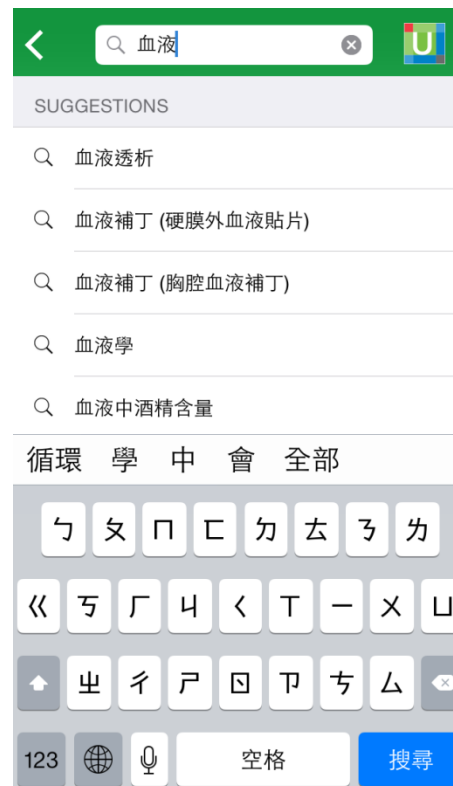 血液
U
SUGGESTIONS
血液透析
血液補丁 (硬膜外血液貼片)
血液補丁 (胸腔血液補丁)
血液學
血液中酒精含量
循環 學 中 會 全部
ㄅ ㄆ ㄇ ㄈ ㄉ ㄊ ㄋ ㄌ
ㄍ ㄎ ㄏ ㄐ ㄑ ㄒ ㄧ ㄨ ㄩ
ㄓ ㄔ ㄕ ㄖ ㄗ ㄘ ㄙ
123 空格 搜尋